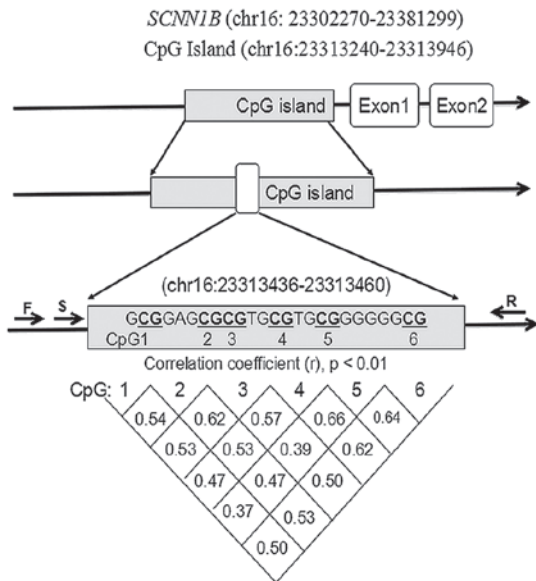 SCNN1B (chr16: 23302270-23381299)
CpG Island (chr16:23313240-23313946)
CpG island Exon1 Exon2
CpG island
(chr16:23313436-23313460)
F S R
GCGGAGCGCGTGCGTGCGGGGGGCG
CpG1 2 3 4 5 6
Correlation coefficient (r), p < 0.01
CpG: 1 2 3 4 5 6
0.54 0.62 0.57 0.66 0.64
0.53 0.53 0.39 0.62
0.47 0.47 0.50
0.37 0.53
0.50